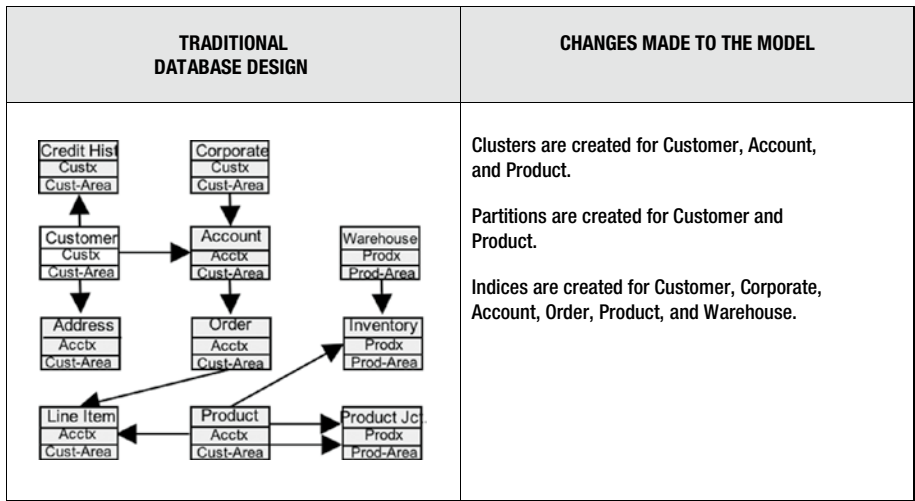 TRADITIONAL
DATABASE DESIGN
CHANGES MADE TO THE MODEL
Credit Hist
Custx
Cust-Area
Corporate
Custx
Cust-Area
Customer
Custx
Cust-Area
Account
Acctx
Cust-Area
Warehouse
Prodx
Prod-Area
Address
Acctx
Cust-Area
Order
Acctx
Cust-Area
Inventory
Prodx
Prod-Area
Line Item
Acctx
Cust-Area
Product
Acctx
Cust-Area
Product Jct.
Prodx
Prod-Area
Clusters are created for Customer, Account,
and Product.
Partitions are created for Customer and
Product.
Indices are created for Customer, Corporate,
Account, Order, Product, and Warehouse.